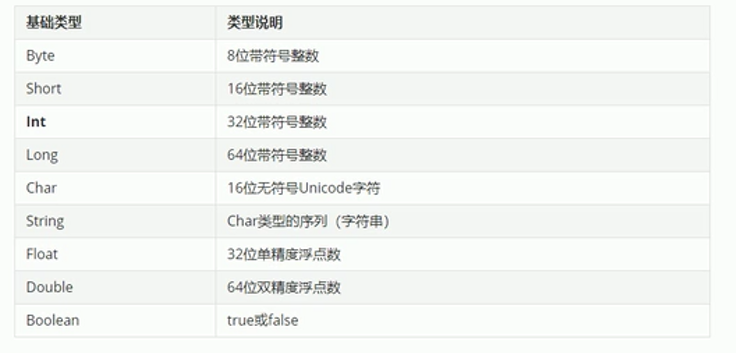 基础类型 类型说明
Byte 8位带符号整数
Short 16位带符号整数
Int 32位带符号整数
Long 64位带符号整数
Char 16位无符号Unicode字符
String Char类型的序列（字符串）
Float 32位单精度浮点数
Double 64位双精度浮点数
Boolean true或false